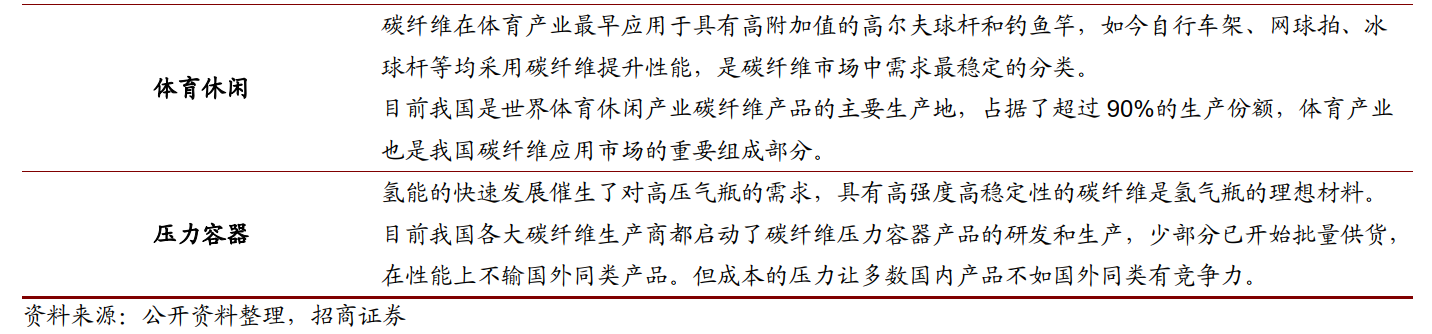 碳纤维在体育产业最早应用于具有高附加值的高尔夫球杆和钓鱼竿，如今自行车架、网球拍、冰
球杆等均采用碳纤维提升性能，是碳纤维市场中需求最稳定的分类。
体育休闲
目前我国是世界体育休闲产业碳纤维产品的主要生产地，占据了超过 90%的生产份额，体育产业
也是我国碳纤维应用市场的重要组成部分。
氢能的快速发展催生了对高压气瓶的需求，具有高强度高稳定性的碳纤维是氢气瓶的理想材料。
压力容器
目前我国各大碳纤维生产商都启动了碳纤维压力容器产品的研发和生产，少部分已开始批量供货，
在性能上不输国外同类产品。但成本的压力让多数国内产品不如国外同类有竞争力。
资料来源：公开资料整理，招商证券